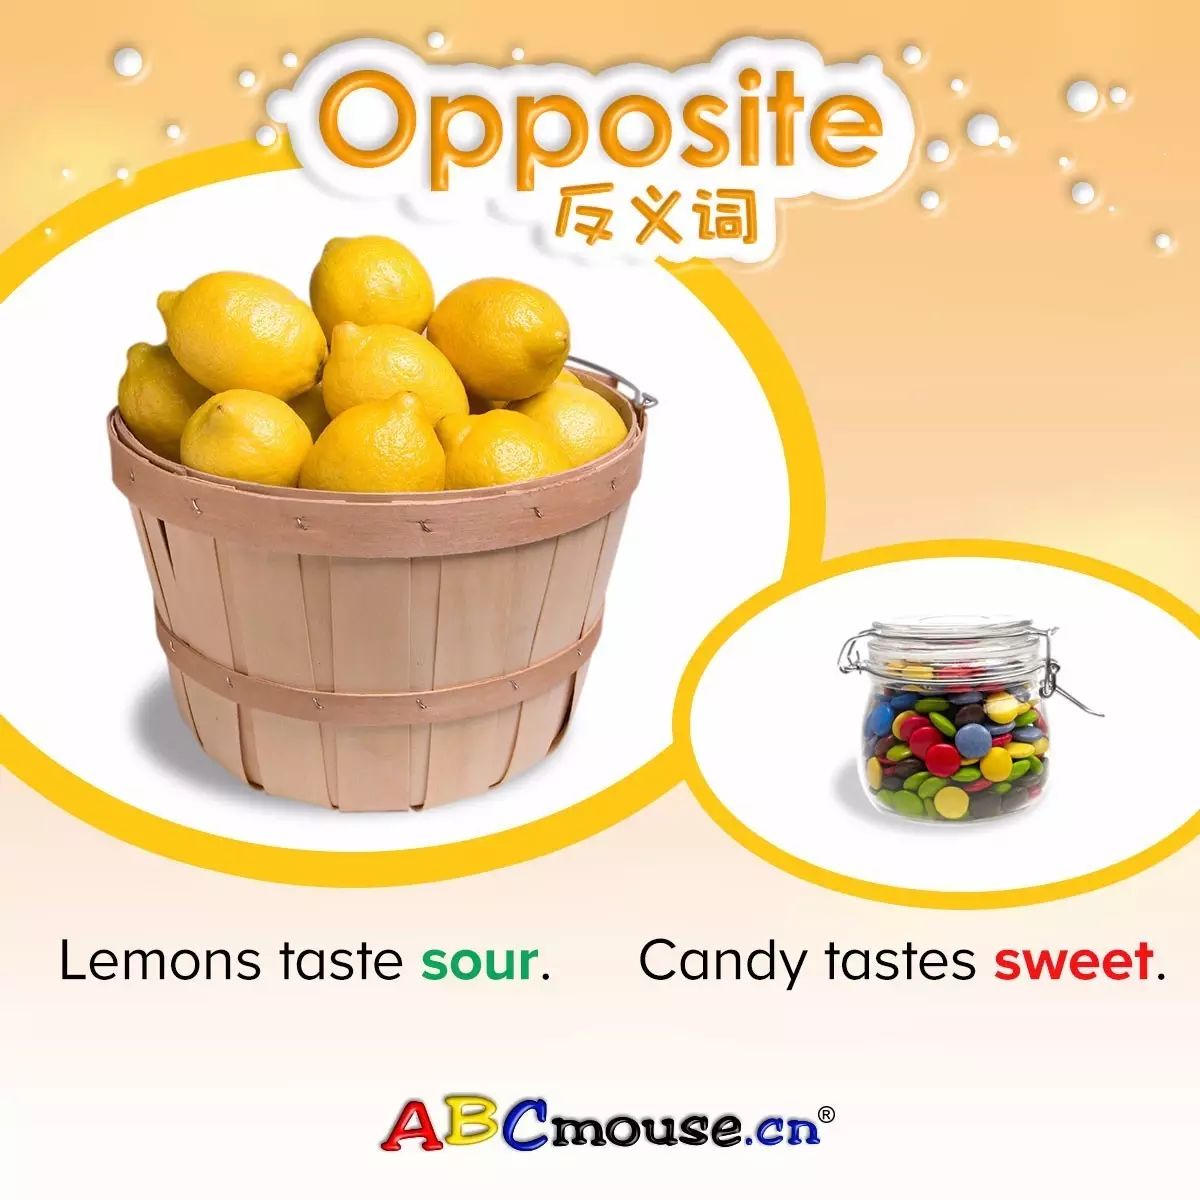 Opposite
反义词
Lemons taste sour.
Candy tastes sweet.
ABCmouse.cn®